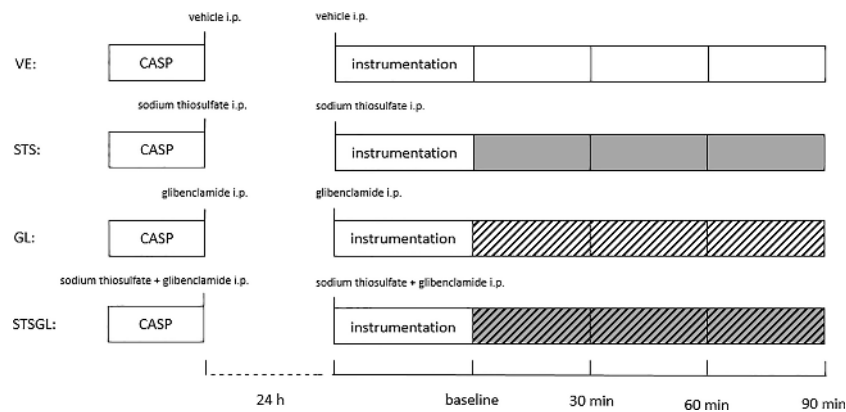 vehicle i.p. vehicle i.p.
VE: CASP instrumentation
sodium thiosulfate i.p. sodium thiosulfate i.p.
STS: CASP instrumentation
glibenclamide i.p. glibenclamide i.p.
GL: CASP instrumentation
sodium thiosulfate + glibenclamide i.p. sodium thiosulfate + glibenclamide i.p.
STSGL: CASP instrumentation
24 h baseline 30 min 60 min 90 min